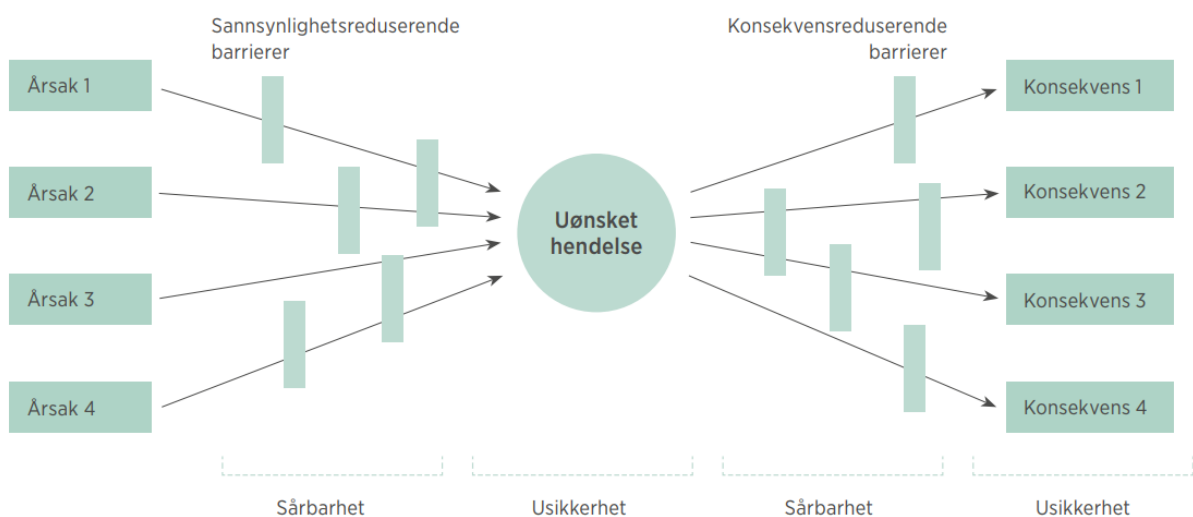 Sannsynlighetsreduserende
barrierer
Konsekvensreduserende
barrierer
Årsak 1
Årsak 2
Årsak 3
Årsak 4
Uønsket
hendelse
Konsekvens 1
Konsekvens 2
Konsekvens 3
Konsekvens 4
Sårbarhet
Usikkerhet
Sårbarhet
Usikkerhet